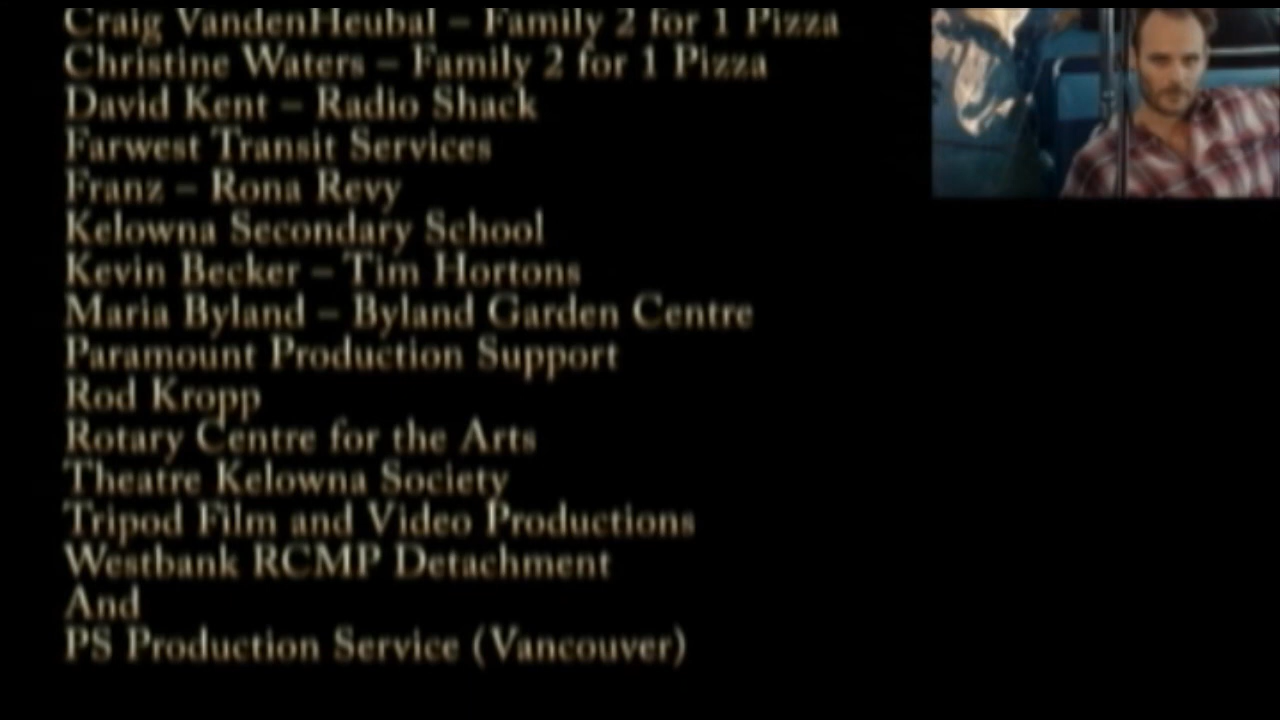 Craig VandenHeubal – Family 2 for 1 Pizza
Christine Waters – Family 2 for 1 Pizza
David Kent – Radio Shack
Farwest Transit Services
Franz – Rona Revy
Kelowna Secondary School
Kevin Becker – Tim Hortons
Maria Byland – Byland Garden Centre
Paramount Production Support
Rod Kropp
Rotary Centre for the Arts
Theatre Kelowna Society
Tripod Film and Video Productions
Westbank RCMP Detachment
And
PS Production Service (Vancouver)